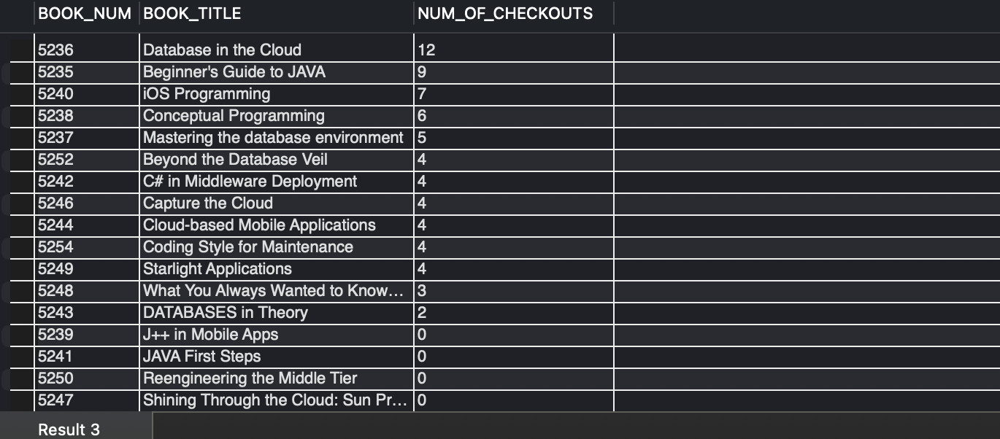 BOOK_NUM BOOK_TITLE NUM_OF_CHECKOUTS
5236 Database in the Cloud 12
5235 Beginner's Guide to JAVA 9
5240 iOS Programming 7
5238 Conceptual Programming 6
5237 Mastering the database environment 5
5252 Beyond the Database Veil 4
5242 C# in Middleware Deployment 4
5246 Capture the Cloud 4
5244 Cloud-based Mobile Applications 4
5254 Coding Style for Maintenance 4
5249 Starlight Applications 4
5248 What You Always Wanted to Know... 3
5243 DATABASES in Theory 2
5239 J++ in Mobile Apps 0
5241 JAVA First Steps 0
5250 Reengineering the Middle Tier 0
5247 Shining Through the Cloud: Sun Pr... 0
Result 3